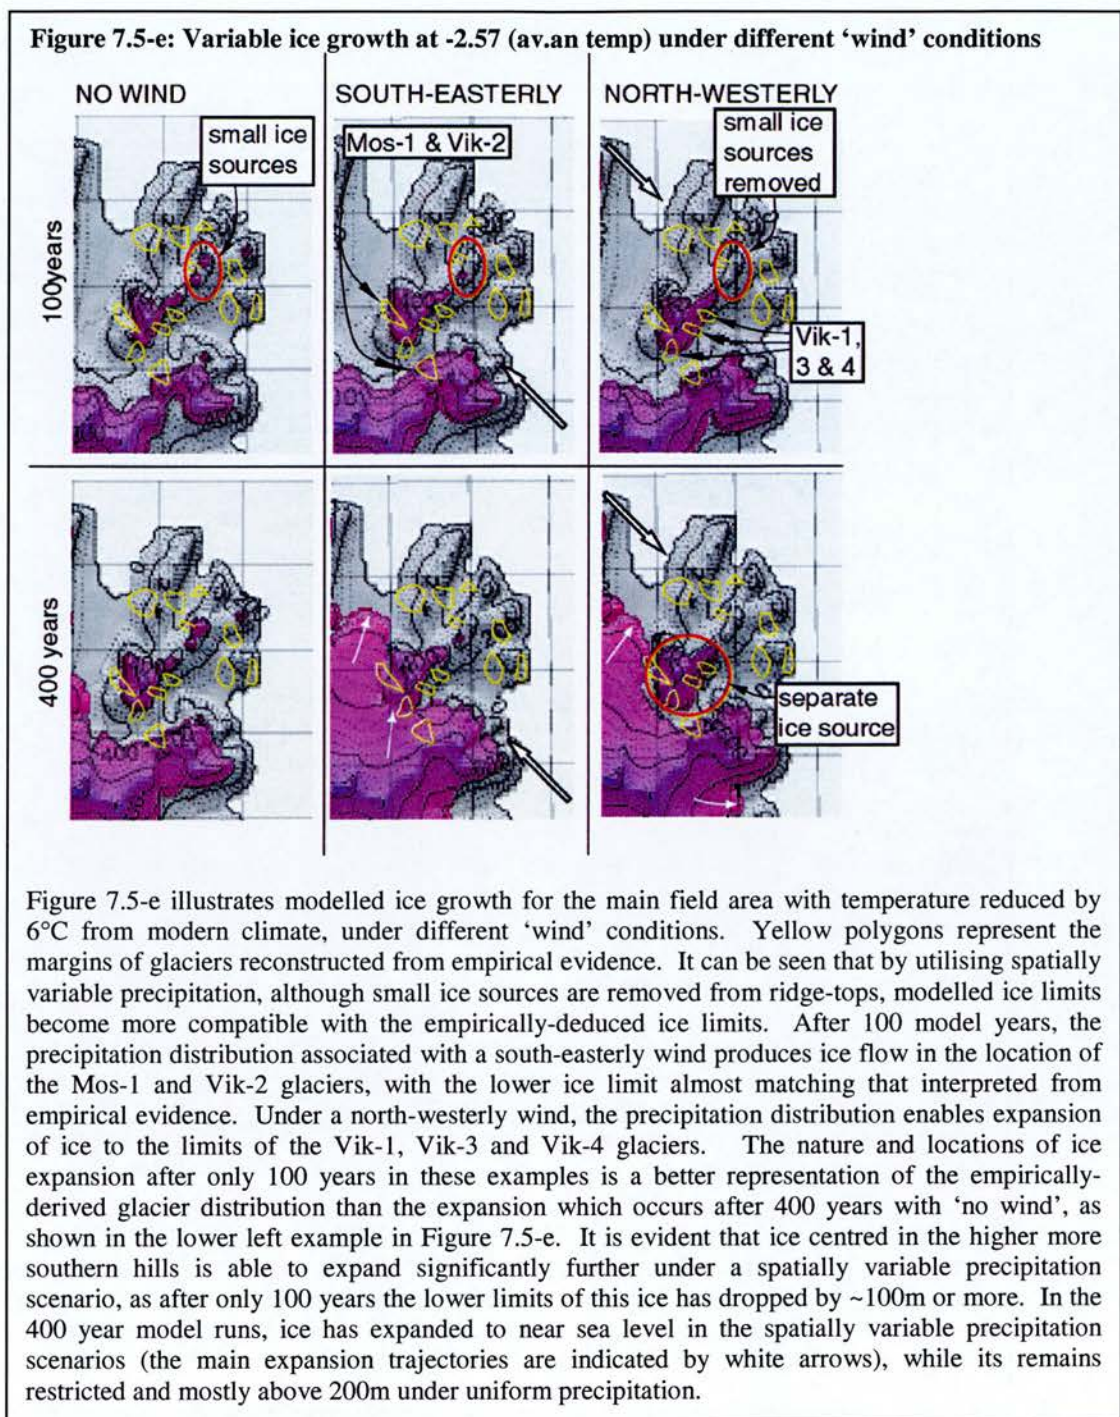 Figure 7.5-e: Variable ice growth at -2.57 (av.an temp) under different ‘wind’ conditions
NO WIND
SOUTH-EASTERLY
NORTH-WESTERLY
small ice
sources
Mos-1 & Vik-2
small ice
sources
removed
100years
Vik-1,
3 & 4
400 years
separate
ice source
400
Figure 7.5-e illustrates modelled ice growth for the main field area with temperature reduced by
6°C from modern climate, under different ‘wind’ conditions. Yellow polygons represent the
margins of glaciers reconstructed from empirical evidence. It can be seen that by utilising spatially
variable precipitation, although small ice sources are removed from ridge-tops, modelled ice limits
become more compatible with the empirically-deduced ice limits. After 100 model years, the
precipitation distribution associated with a south-easterly wind produces ice flow in the location of
the Mos-1 and Vik-2 glaciers, with the lower ice limit almost matching that interpreted from
empirical evidence. Under a north-westerly wind, the precipitation distribution enables expansion
of ice to the limits of the Vik-1, Vik-3 and Vik-4 glaciers. The nature and locations of ice
expansion after only 100 years in these examples is a better representation of the empirically-
derived glacier distribution than the expansion which occurs after 400 years with ‘no wind’, as
shown in the lower left example in Figure 7.5-e. It is evident that ice centred in the higher more
southern hills is able to expand significantly further under a spatially variable precipitation
scenario, as after only 100 years the lower limits of this ice has dropped by ~100m or more. In the
400 year model runs, ice has expanded to near sea level in the spatially variable precipitation
scenarios (the main expansion trajectories are indicated by white arrows), while its remains
restricted and mostly above 200m under uniform precipitation.